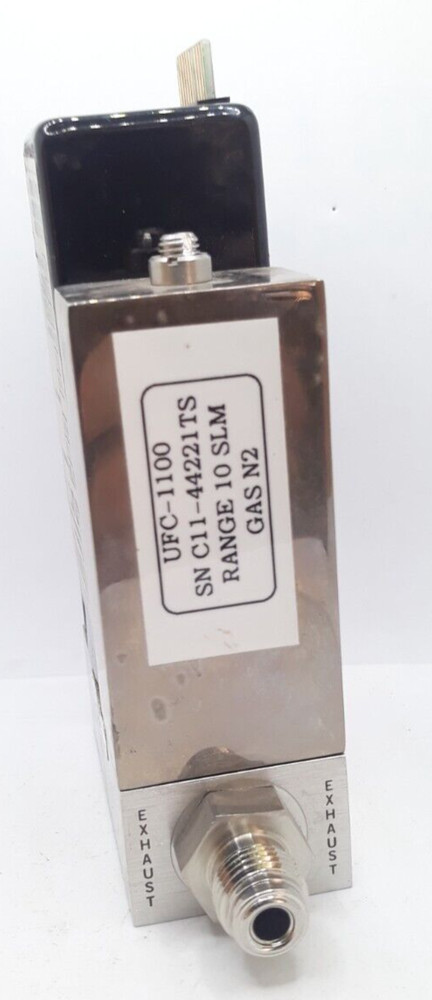 UFC-1100
SN C11-44221TS
RANGE 10 SLM
GAS N2
EXHAUST
EXHAUST